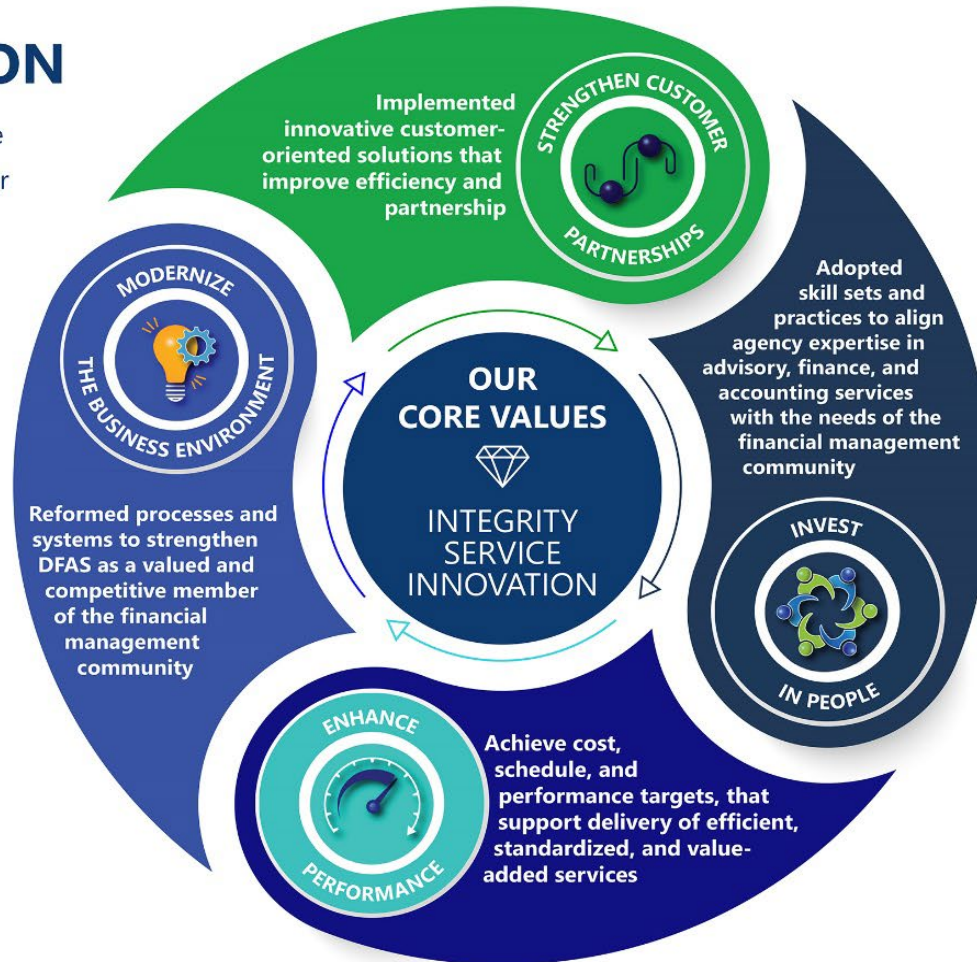 ON
e
r
STRENGTHEN CUSTOMER
PARTNERSHIPS
Implemented
innovative customer-
oriented solutions that
improve efficiency and
partnership
Adopted
skill sets and
practices to align
agency expertise in
advisory, finance, and
accounting services
with the needs of the
financial management
community
INVEST
IN PEOPLE
ENHANCE
PERFORMANCE
Achieve cost,
schedule, and
performance targets, that
support delivery of efficient,
standardized, and value-
added services
MODERNIZE
THE BUSINESS ENVIRONMENT
Reformed processes and
systems to strengthen
DFAS as a valued and
competitive member
of the financial
management
community
OUR
CORE VALUES
INTEGRITY
SERVICE
INNOVATION